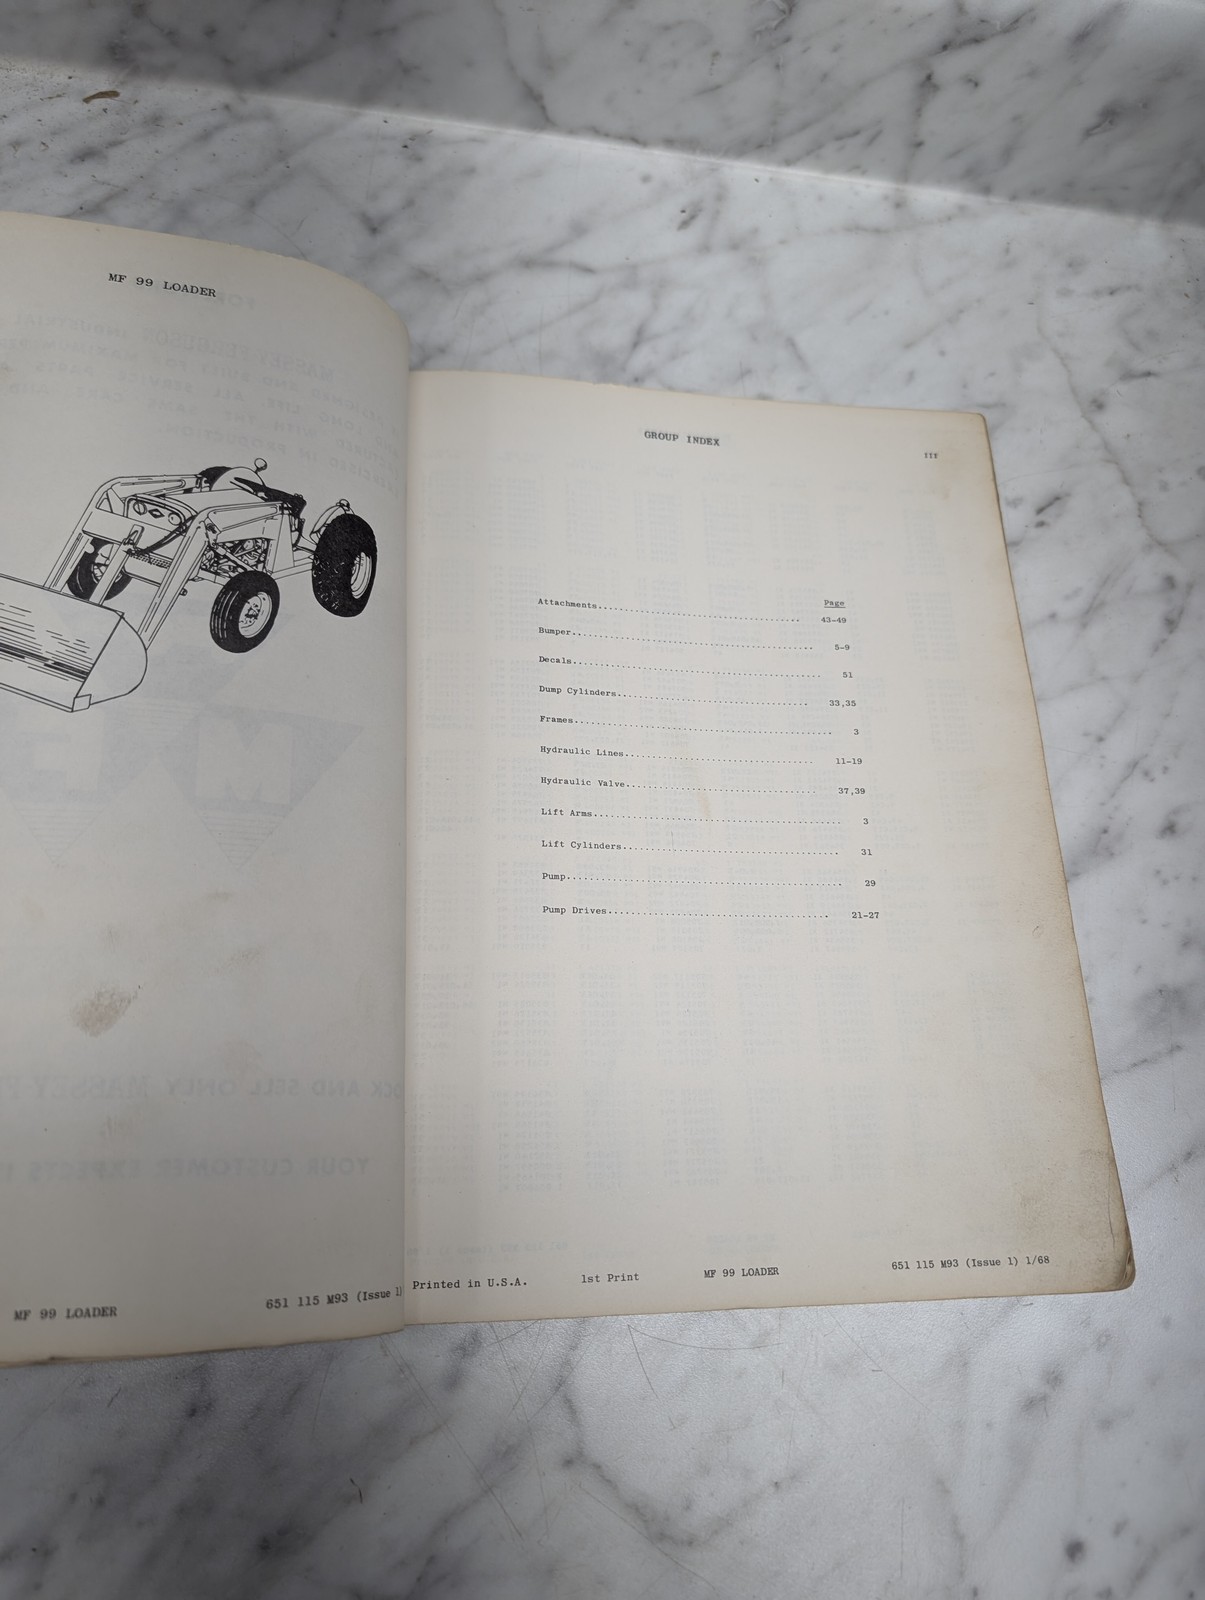 MF 99 LOADER
MF 99 LOADER
651 115 M93 (Issue 1)
GROUP INDEX
III
Page
Attachments.................................... 43-49
Bumper.......................................... 5-9
Decals............................................ 51
Dump Cylinders.................................. 33,35
Frames............................................. 3
Hydraulic Lines................................. 11-19
Hydraulic Valve................................. 37,39
Lift Arms.......................................... 3
Lift Cylinders..................................... 31
Pump.............................................. 29
Pump Drives...................................... 21-27
Printed in U.S.A. 1st Print MF 99 LOADER 651 115 M93 (Issue 1) 1/68